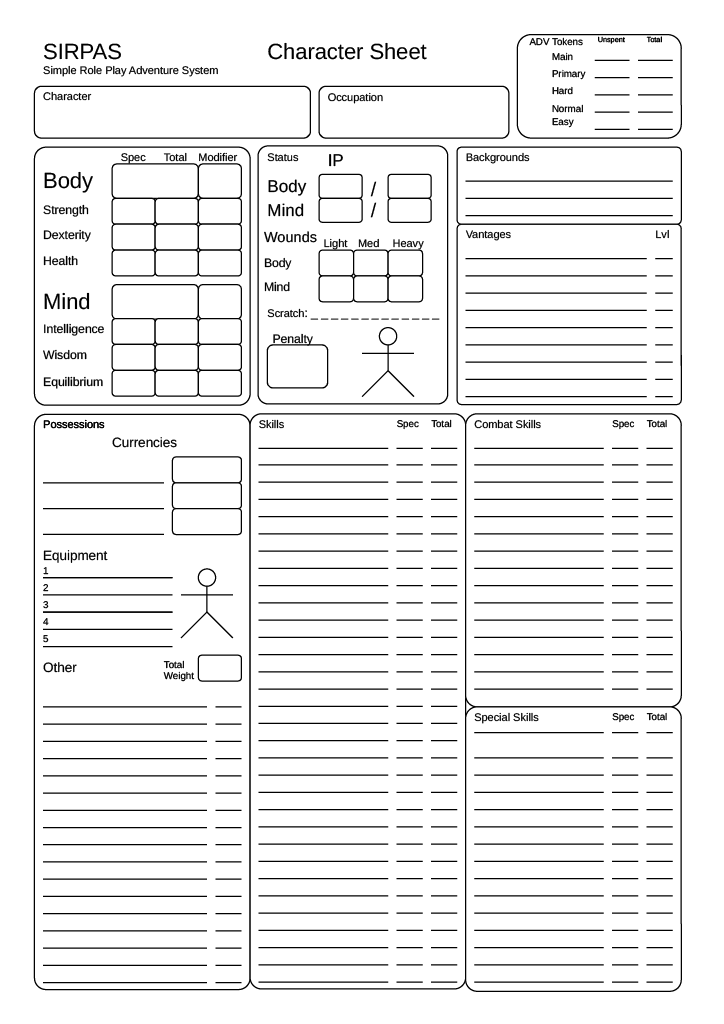 SIRPAS
Character Sheet
Simple Role Play Adventure System
ADV Tokens Unspent Total
Main
Primary
Hard
Normal
Easy
Character
Occupation
Spec Total Modifier
Body
Strength
Dexterity
Health
Mind
Intelligence
Wisdom
Equilibrium
Status IP
Body /
Mind /
Wounds Light Med Heavy
Body
Mind
Scratch:
Penalty
Backgrounds
Vantages Lvl
Possessions
Currencies
Equipment
1
2
3
4
5
Other
Total
Weight
Skills Spec Total
Combat Skills Spec Total
Special Skills Spec Total